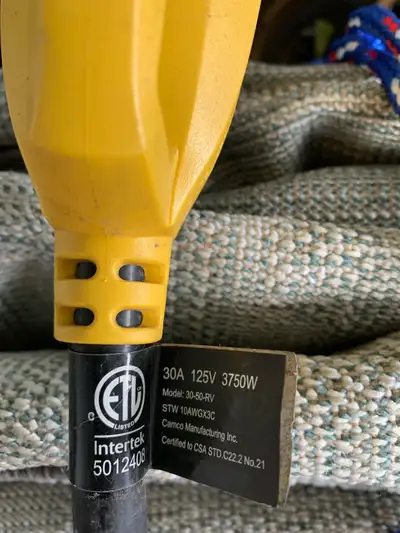 ETL
LISTED
C
Intertek
5012408
30A 125V 3750W
Model: 30-50-RV
STW 10AWGX3C
Camco Manufacturing Inc.
Certified to CSA STD.C22.2 No.21